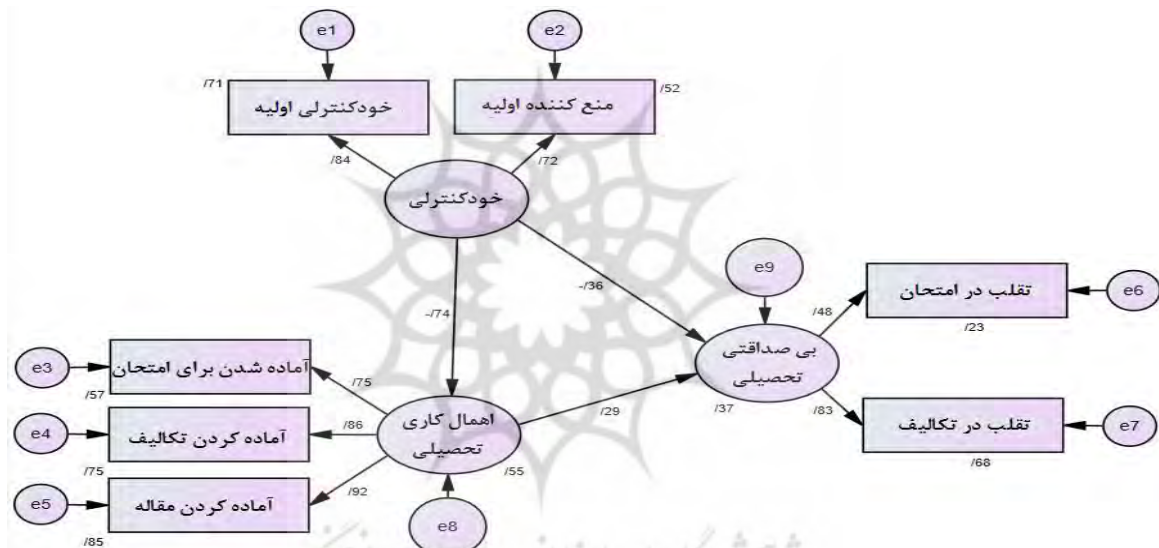 e1
e2
/71
خودکنترلی اولیه
منع کننده اولیه
/52
/84
/72
خودکنترلی
e9
-/36
-/74
تقلب در امتحان
e6
/48
/23
بی صداقتی
تحصیلی
e3
آماده شدن برای امتحان
/57
/75
/29
/37
/83
e4
آماده کردن تکالیف
/86
اهمال کاری
تحصیلی
تقلب در تکالیف
e7
/75
/55
/68
e5
آماده کردن مقاله
/92
/85
e8